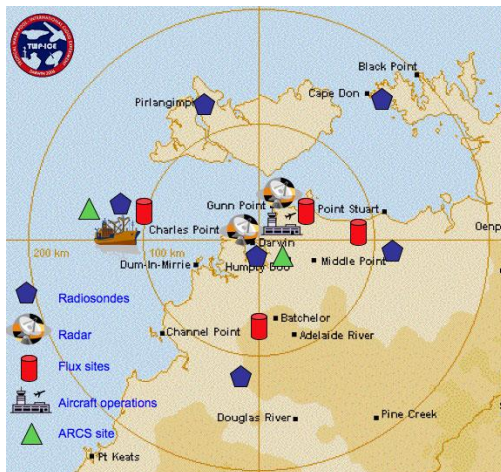 TWP-ICE
Black Point
Cape Don
Pirlangimpi
Gunn Point
Point Stuart
Charles Point
Oenp
Darwin
200 km
100 km
Dum-In-Mirrie
Humpty Doo
Middle Point
Radiosondes
Batchelor
Radar
Channel Point
Adelaide River
Flux sites
Aircraft operations
Douglas River
Pine Creek
ARCS site
Pt Keats